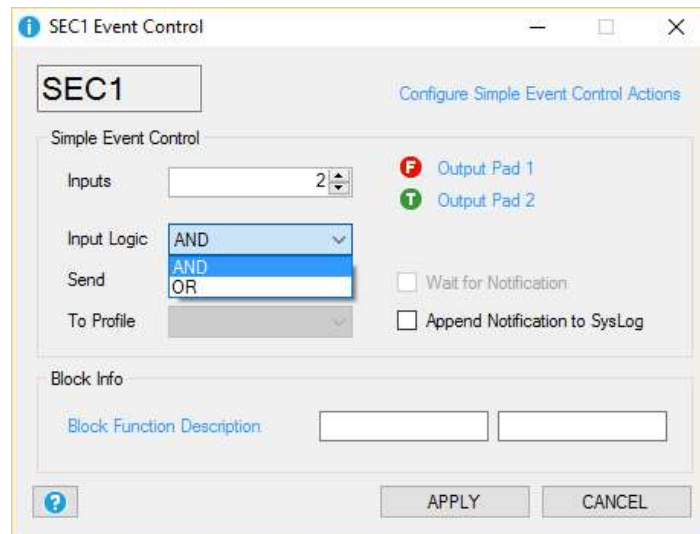 SEC1 Event Control
SEC1
Configure Simple Event Control Actions
Simple Event Control
Inputs 2
F Output Pad 1
T Output Pad 2
Input Logic AND
AND
OR
Send
Wait for Notification
To Profile
Append Notification to SysLog
Block Info
Block Function Description
? APPLY CANCEL